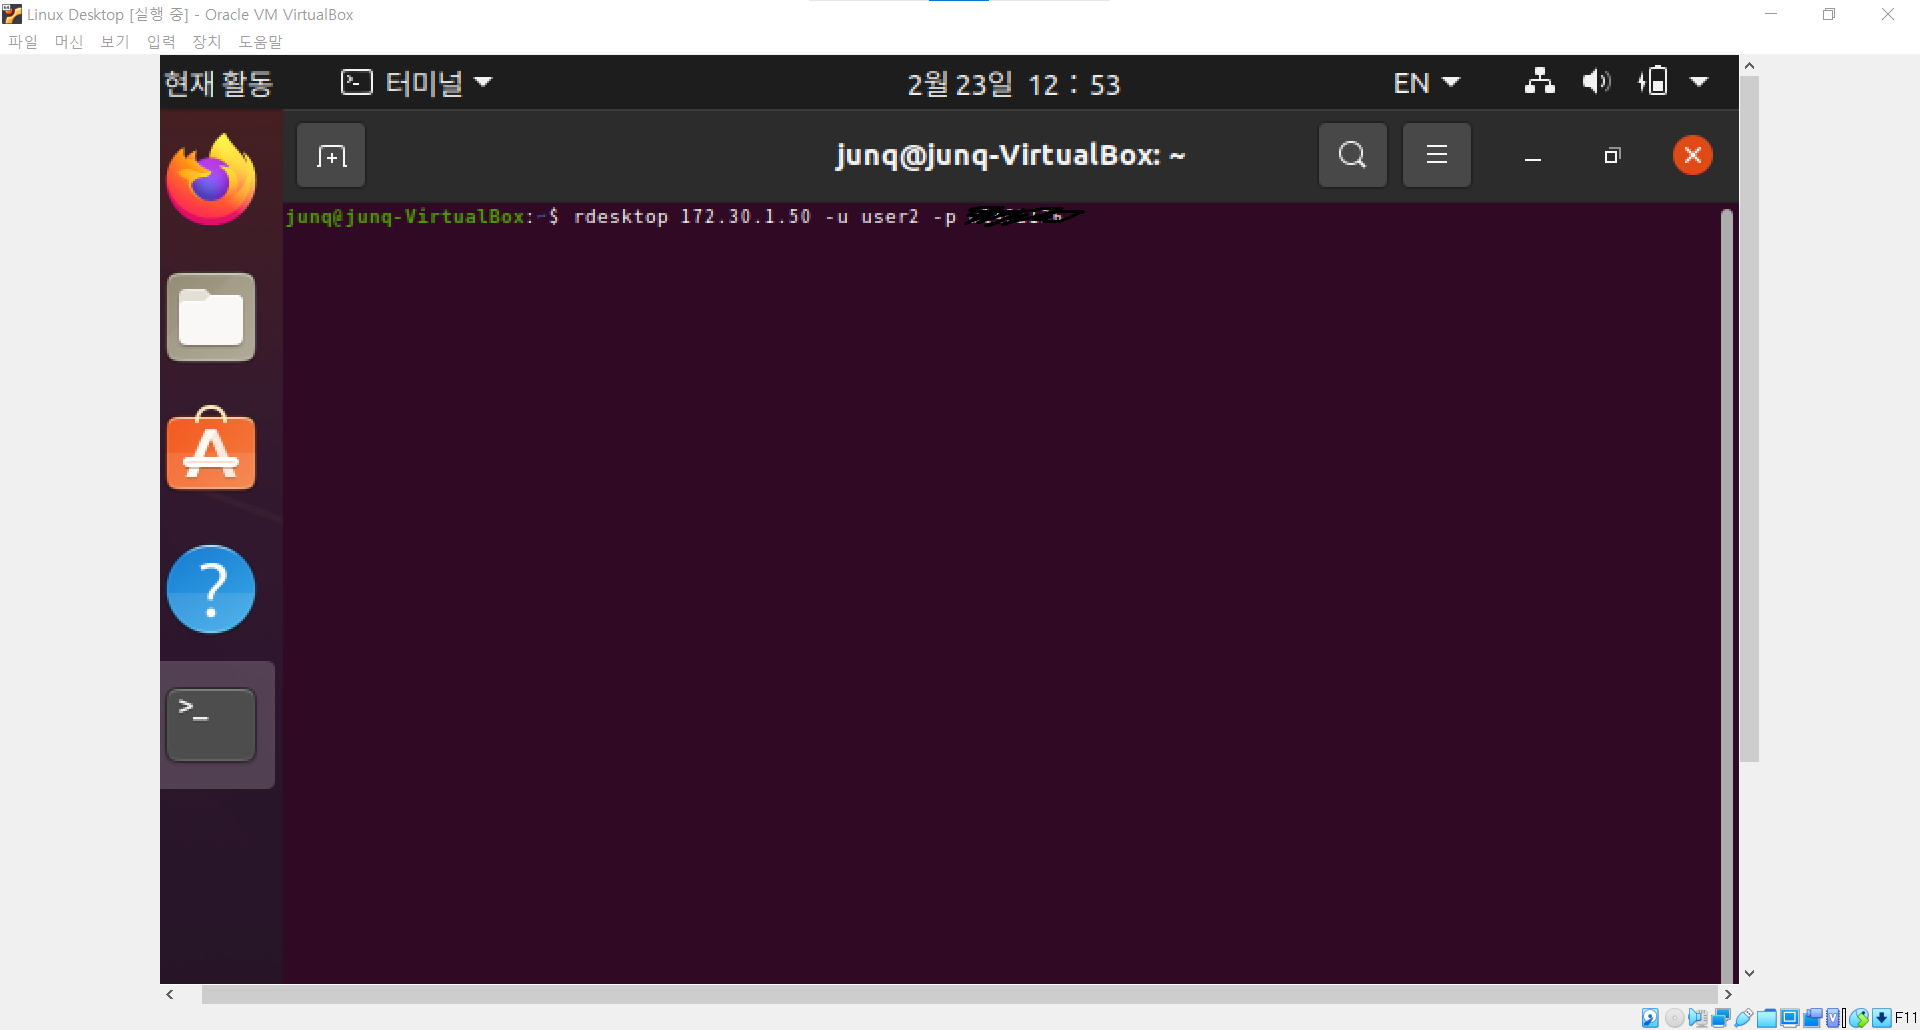 Linux Desktop [실행 중] - Oracle VM VirtualBox
파일 머신 보기 입력 장치 도움말
현재 활동 터미널 2월 23일 12 : 53 EN
junq@junq-VirtualBox: ~
junq@junq-VirtualBox:~$ rdesktop 172.30.1.50 -u user2 -p
F11